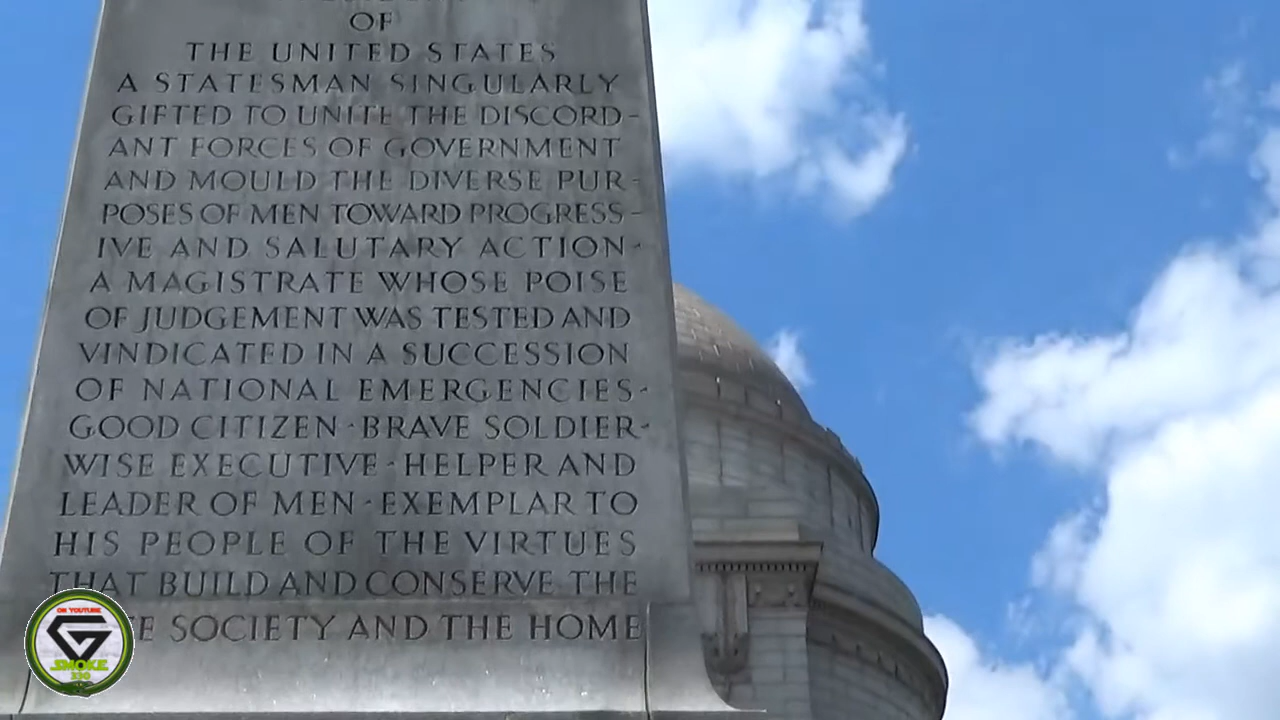 OF
THE UNITED STATES
A STATESMAN SINGULARLY
GIFTED TO UNITE THE DISCORD-
ANT FORCES OF GOVERNMENT
AND MOULD THE DIVERSE PUR-
POSES OF MEN TOWARD PROGRESS-
IVE AND SALUTARY ACTION-
A MAGISTRATE WHOSE POISE
OF JUDGEMENT WAS TESTED AND
VINDICATED IN A SUCCESSION
OF NATIONAL EMERGENCIES-
GOOD CITIZEN-BRAVE SOLDIER-
WISE EXECUTIVE-HELPER AND
LEADER OF MEN-EXEMPLAR TO
HIS PEOPLE OF THE VIRTUES
THAT BUILD AND CONSERVE THE
SOCIETY AND THE HOME
ON YOUTUBE
SMOKE